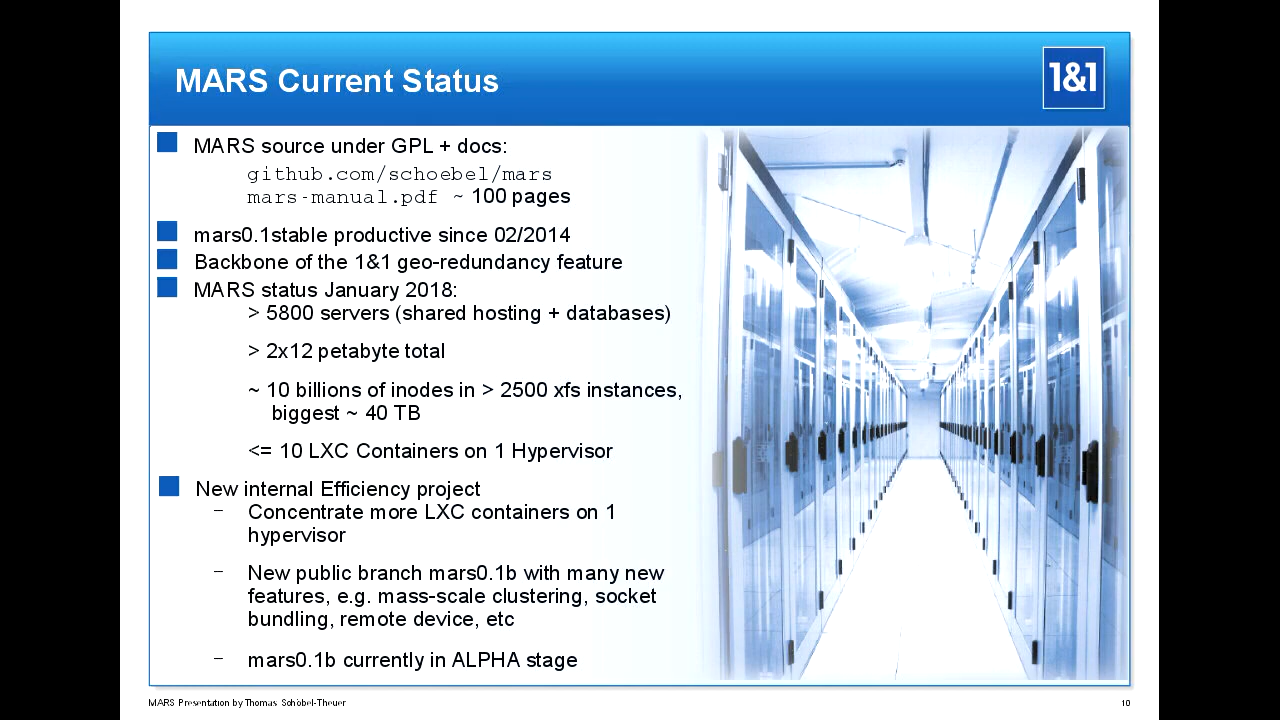 MARS Current Status
1&1
MARS source under GPL + docs:
github.com/schoebel/mars
mars-manual.pdf ~ 100 pages
mars0.1stable productive since 02/2014
Backbone of the 1&1 geo-redundancy feature
MARS status January 2018:
> 5800 servers (shared hosting + databases)
> 2x12 petabyte total
~ 10 billions of inodes in > 2500 xfs instances,
biggest ~ 40 TB
<= 10 LXC Containers on 1 Hypervisor
New internal Efficiency project
– Concentrate more LXC containers on 1
hypervisor
– New public branch mars0.1b with many new
features, e.g. mass-scale clustering, socket
bundling, remote device, etc
– mars0.1b currently in ALPHA stage
MARS Presentation by Thomas Schöbel-Theuer
10